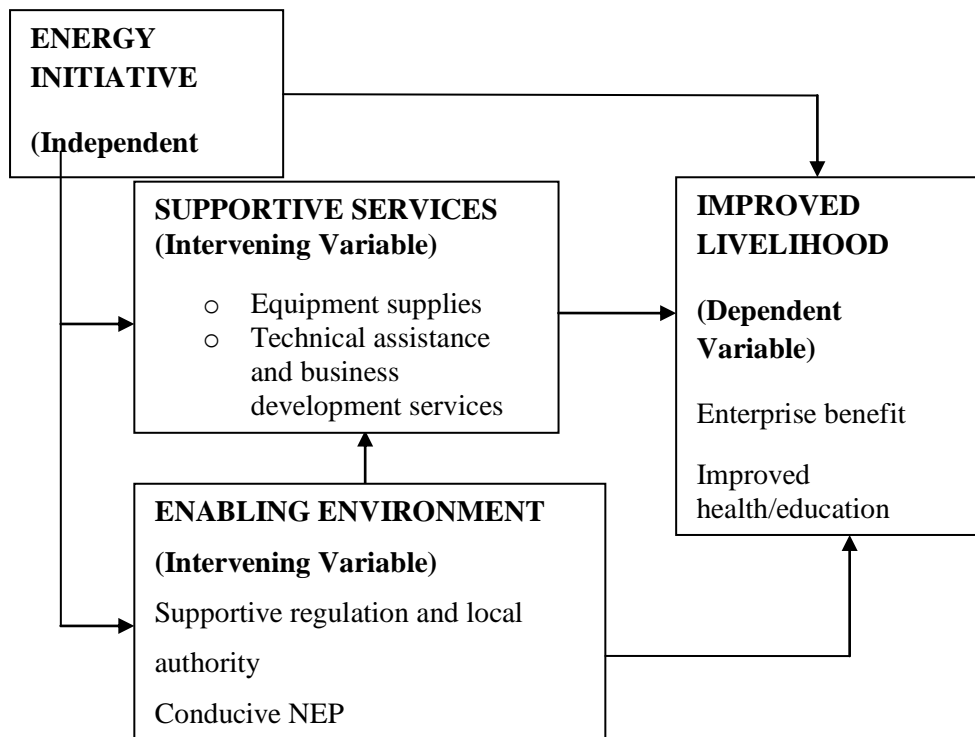 ENERGY
INITIATIVE
(Independent
SUPPORTIVE SERVICES
(Intervening Variable)
o Equipment supplies
o Technical assistance
and business
development services
ENABLING ENVIRONMENT
(Intervening Variable)
Supportive regulation and local
authority
Conducive NEP
IMPROVED
LIVELIHOOD
(Dependent
Variable)
Enterprise benefit
Improved
health/education